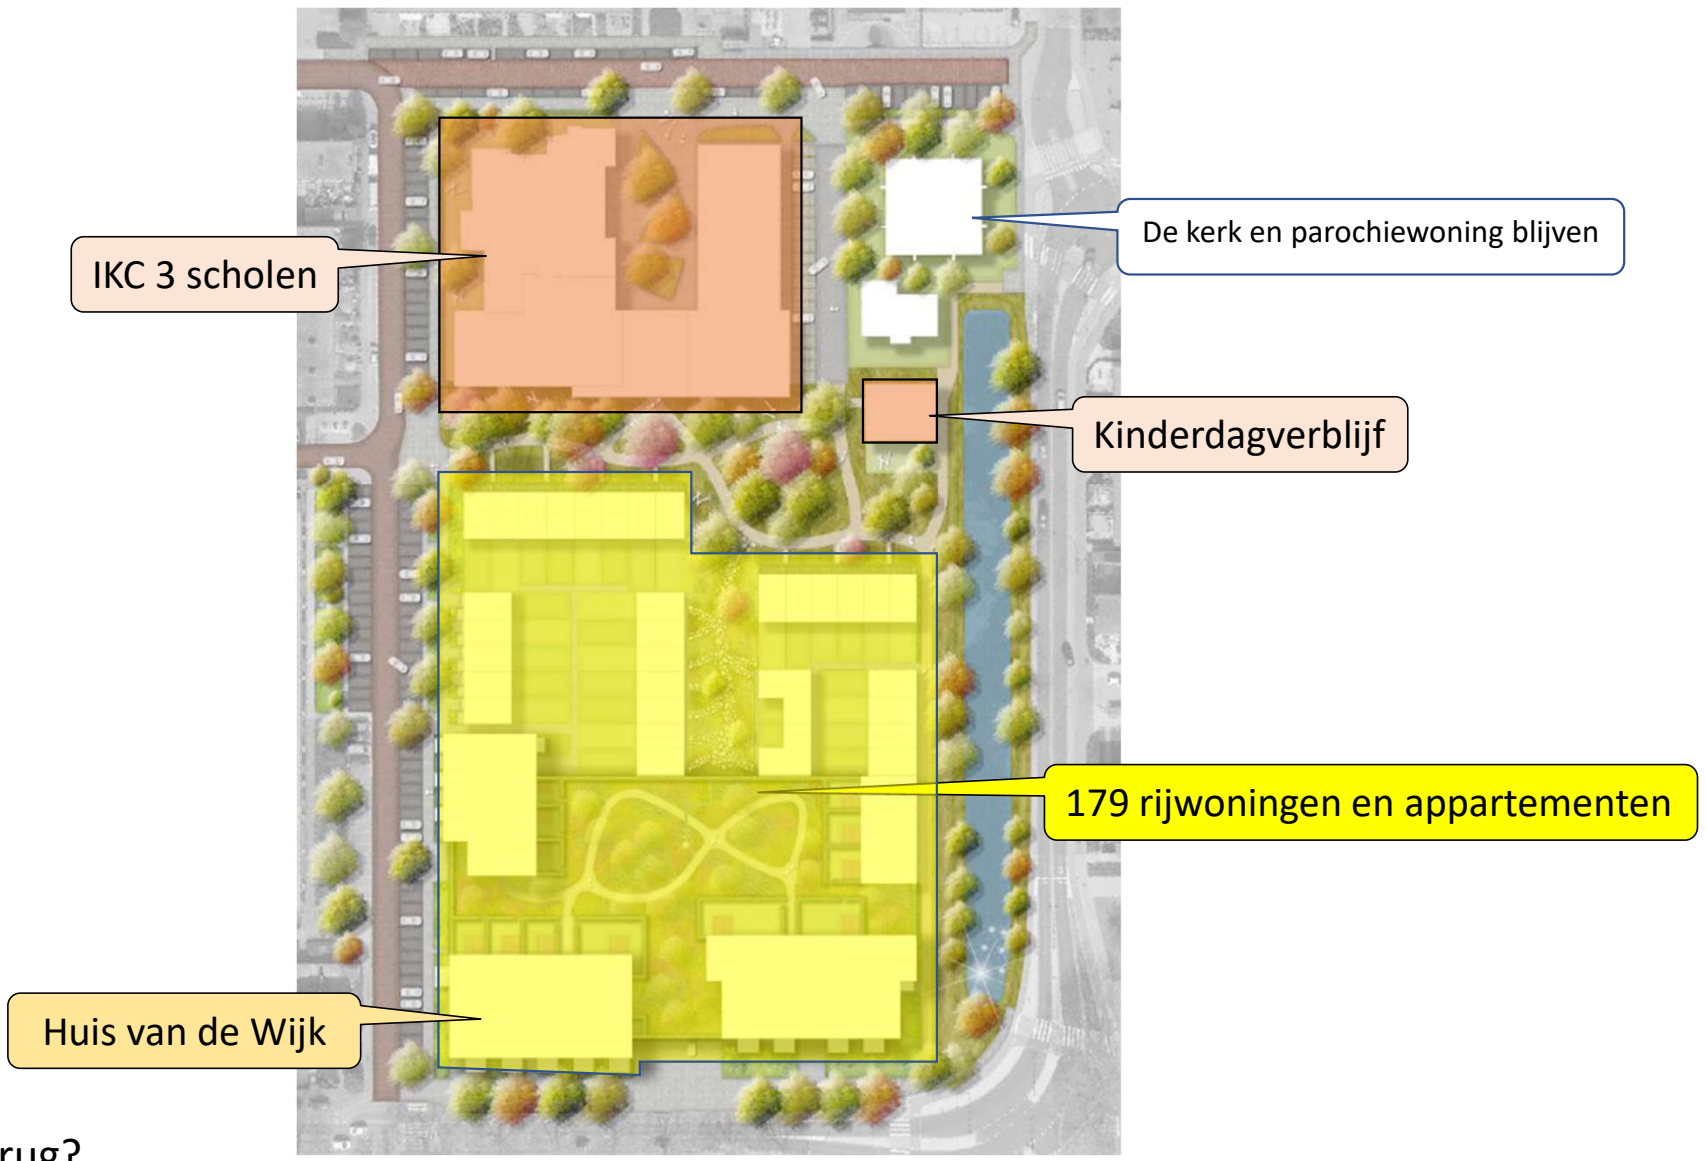 De kerk en parochiewoning blijven
IKC 3 scholen
Kinderdagverblijf
179 rijwoningen en appartementen
Huis van de Wijk